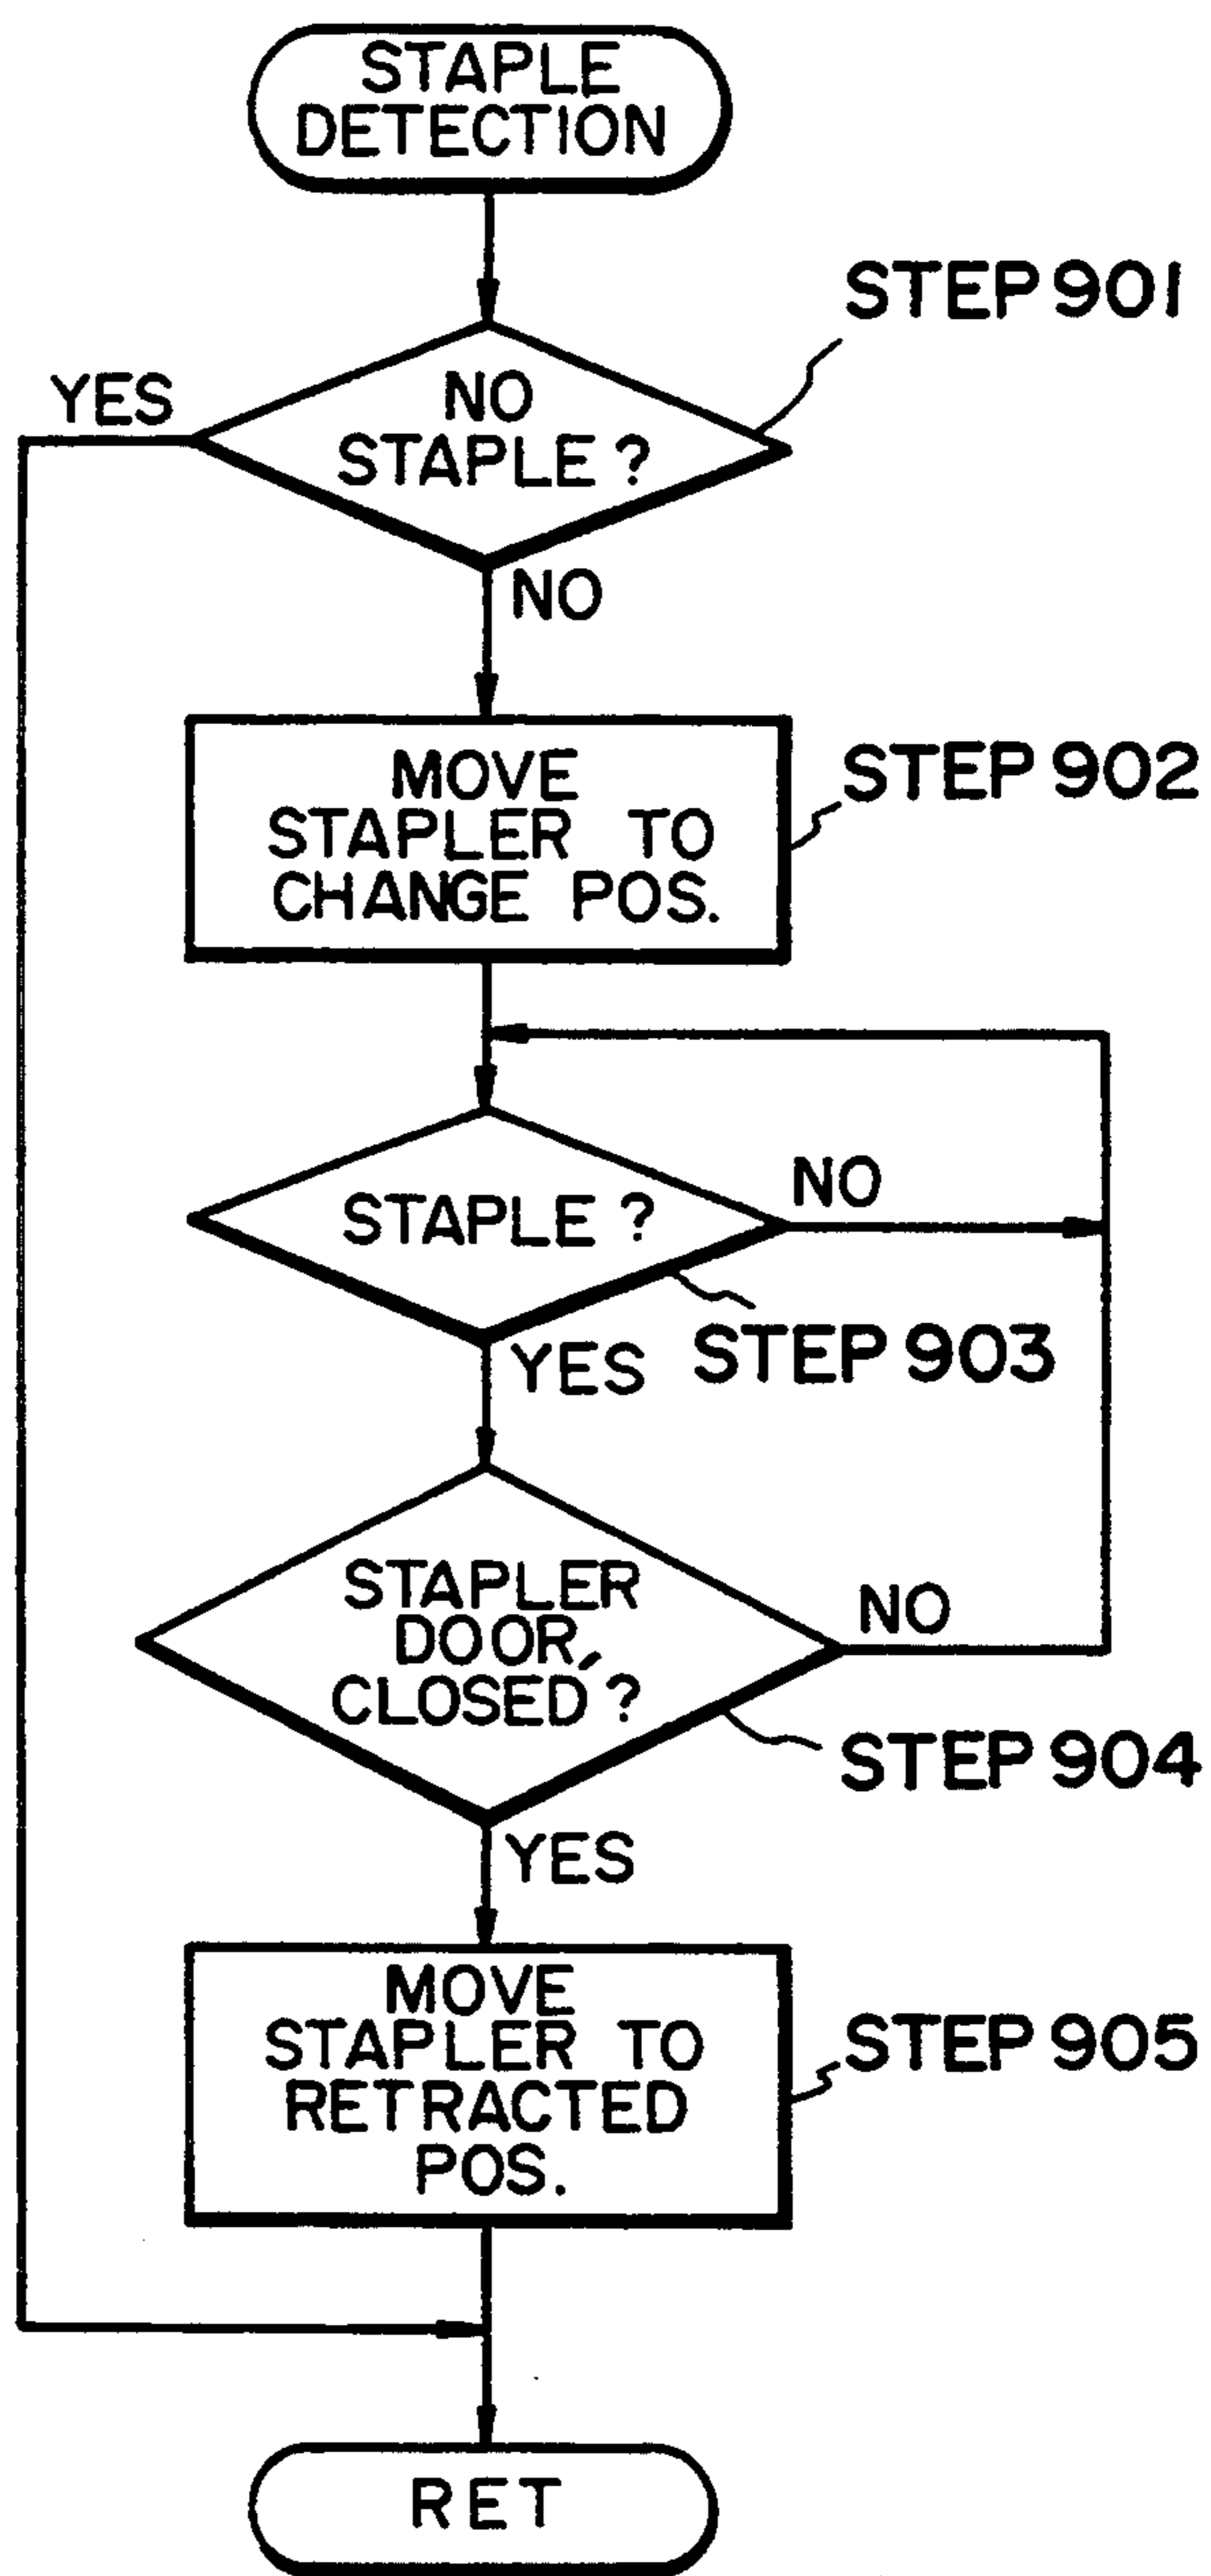 STAPLE
DETECTION
STEP 901
YES
NO
STAPLE ?
NO
MOVE
STAPLER TO
CHANGE POS.
STEP 902
STAPLE ?
NO
STEP 903
YES
STAPLER
DOOR
CLOSED ?
NO
STEP 904
YES
MOVE
STAPLER TO
RETRACTED
POS.
STEP 905
RET